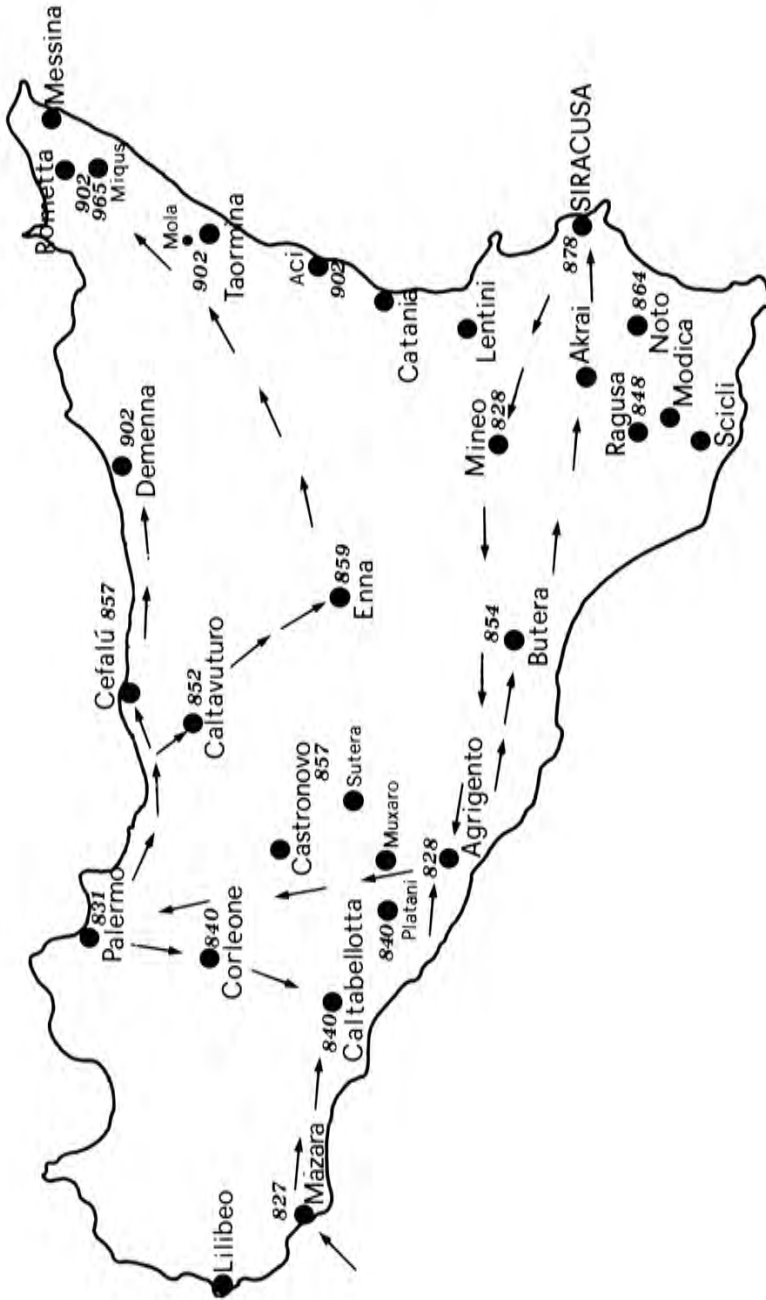 Messina
Rometta
902
965
Miqus
Mola
902
Taormina
Aci
902
Catania
Lentini
878
SIRACUSA
Demenna
902
Cefalú 857
852
Caltavuturo
859
Enna
Mineo
828
Akrai
864
Noto
Ragusa
848
Modica
Scicli
854
Butera
Castronovo
857
Sutera
Muxaro
828
Agrigento
831
Palermo
840
Corleone
840
Platani
840
Caltabellotta
827
Mazara
Lilibeo